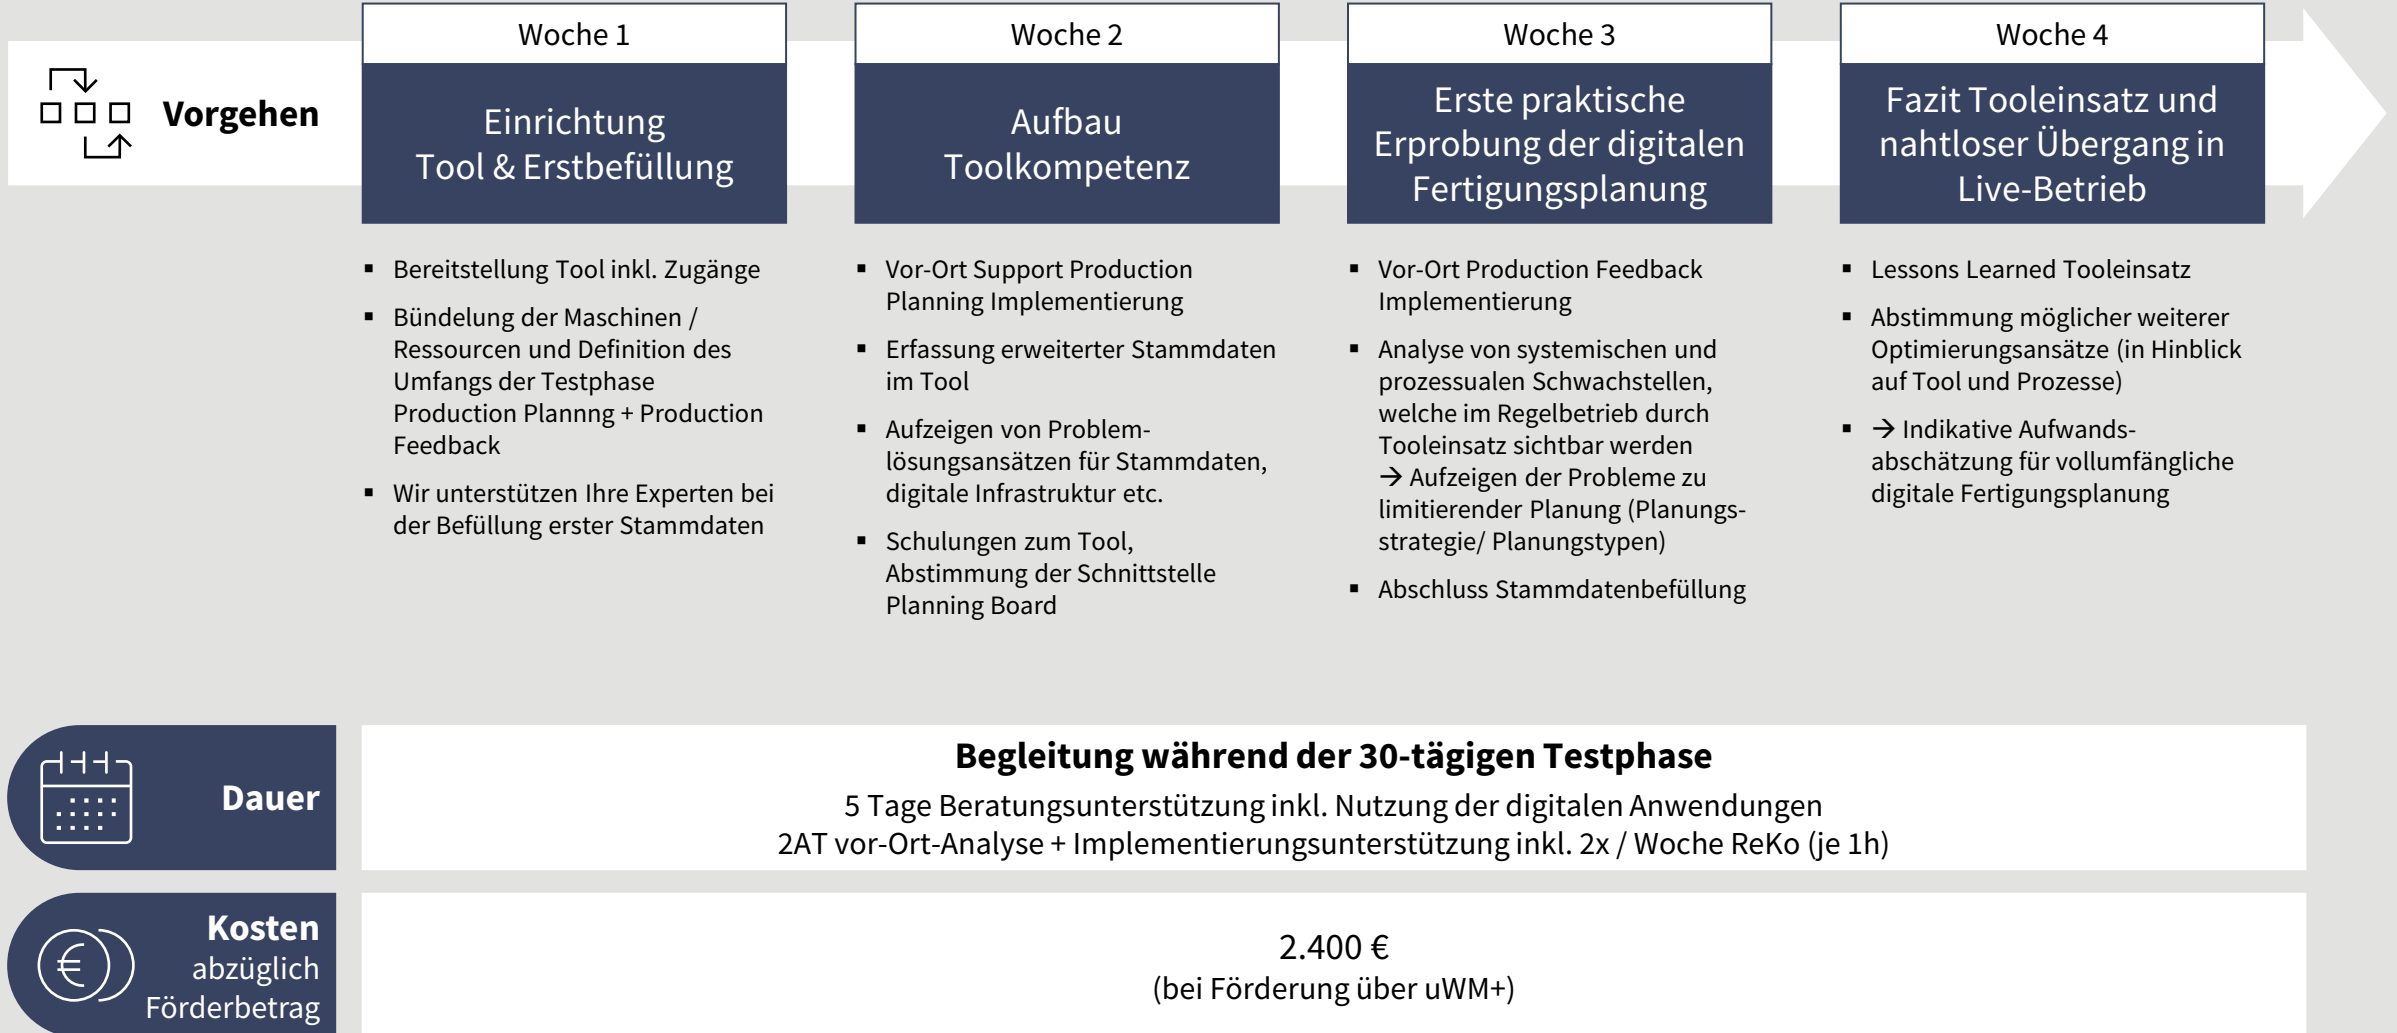 Vorgehen
Woche 1
Einrichtung
Tool & Erstbefüllung
▪ Bereitstellung Tool inkl. Zugänge
▪ Bündelung der Maschinen /
Ressourcen und Definition des
Umfangs der Testphase
Production Plannng + Production
Feedback
▪ Wir unterstützen Ihre Experten bei
der Befüllung erster Stammdaten
Woche 2
Aufbau
Toolkompetenz
▪ Vor-Ort Support Production
Planning Implementierung
▪ Erfassung erweiterter Stammdaten
im Tool
▪ Aufzeigen von Problem-
lösungsansätzen für Stammdaten,
digitale Infrastruktur etc.
▪ Schulungen zum Tool,
Abstimmung der Schnittstelle
Planning Board
Woche 3
Erste praktische
Erprobung der digitalen
Fertigungsplanung
▪ Vor-Ort Production Feedback
Implementierung
▪ Analyse von systemischen und
prozessualen Schwachstellen,
welche im Regelbetrieb durch
Tooleinsatz sichtbar werden
→ Aufzeigen der Probleme zu
limitierender Planung (Planungs-
strategie/ Planungstypen)
▪ Abschluss Stammdatenbefüllung
Woche 4
Fazit Tooleinsatz und
nahtloser Übergang in
Live-Betrieb
▪ Lessons Learned Tooleinsatz
▪ Abstimmung möglicher weiterer
Optimierungsansätze (in Hinblick
auf Tool und Prozesse)
▪ → Indikative Aufwands-
abschätzung für vollumfängliche
digitale Fertigungsplanung
Dauer
Begleitung während der 30-tägigen Testphase
5 Tage Beratungsunterstützung inkl. Nutzung der digitalen Anwendungen
2AT vor-Ort-Analyse + Implementierungsunterstützung inkl. 2x / Woche ReKo (je 1h)
Kosten
abzüglich
Förderbetrag
€
2.400 €
(bei Förderung über uWM+)